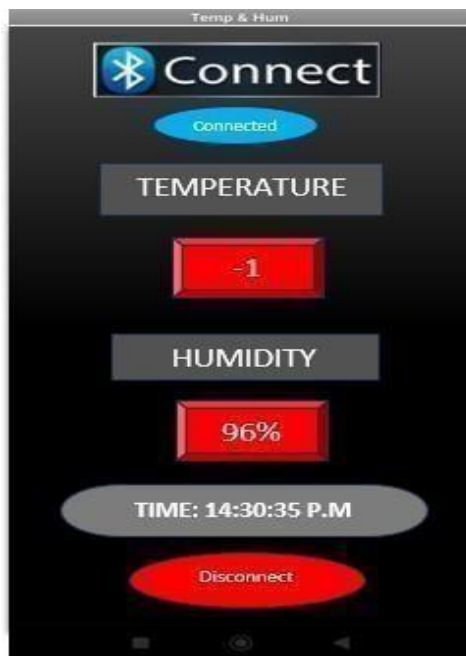 Temp & Hum
Connect
Connected
TEMPERATURE
-1
HUMIDITY
96%
TIME: 14:30:35 P.M
Disconnect